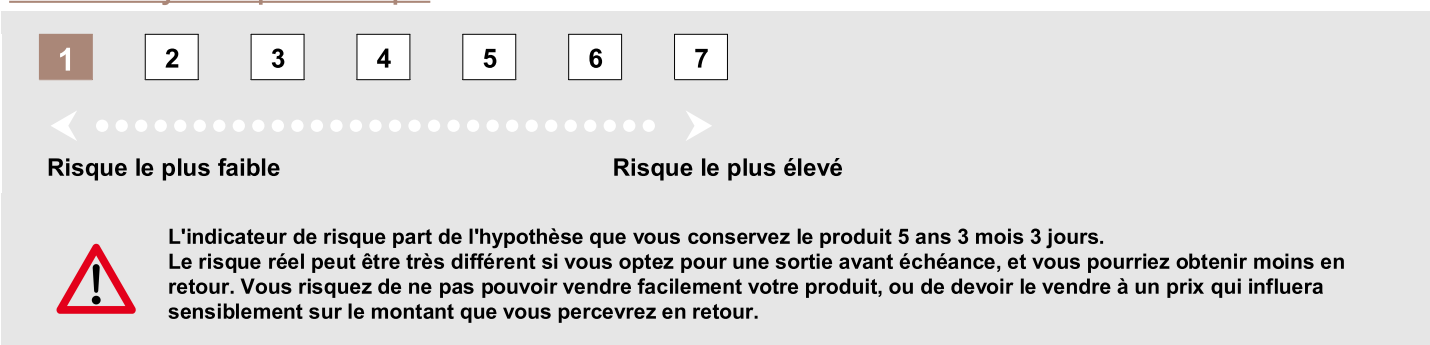 1 2 3 4 5 6 7
Risque le plus faible Risque le plus élevé
L'indicateur de risque part de l'hypothèse que vous conservez le produit 5 ans 3 mois 3 jours.
Le risque réel peut être très différent si vous optez pour une sortie avant échéance, et vous pourriez obtenir moins en
retour. Vous risquez de ne pas pouvoir vendre facilement votre produit, ou de devoir le vendre à un prix qui influera
sensiblement sur le montant que vous percevrez en retour.